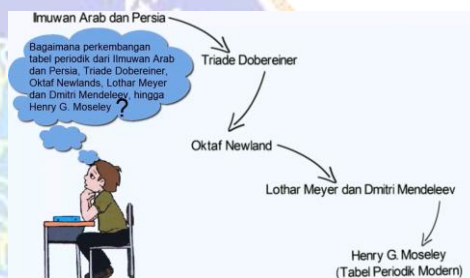 Ilmuwan Arab dan Persia
Bagaimana perkembangan
tabel periodik dari Ilmuwan Arab
dan Persia, Triade Dobereiner,
Oktaf Newlands, Lothar Meyer
dan Dmitri Mendeleev, hingga
Henry G. Moseley ?
Triade Dobereiner
Oktaf Newland
Lothar Meyer dan Dmtri Mendeleev
Henry G. Moseley
(Tabel Periodik Modern)